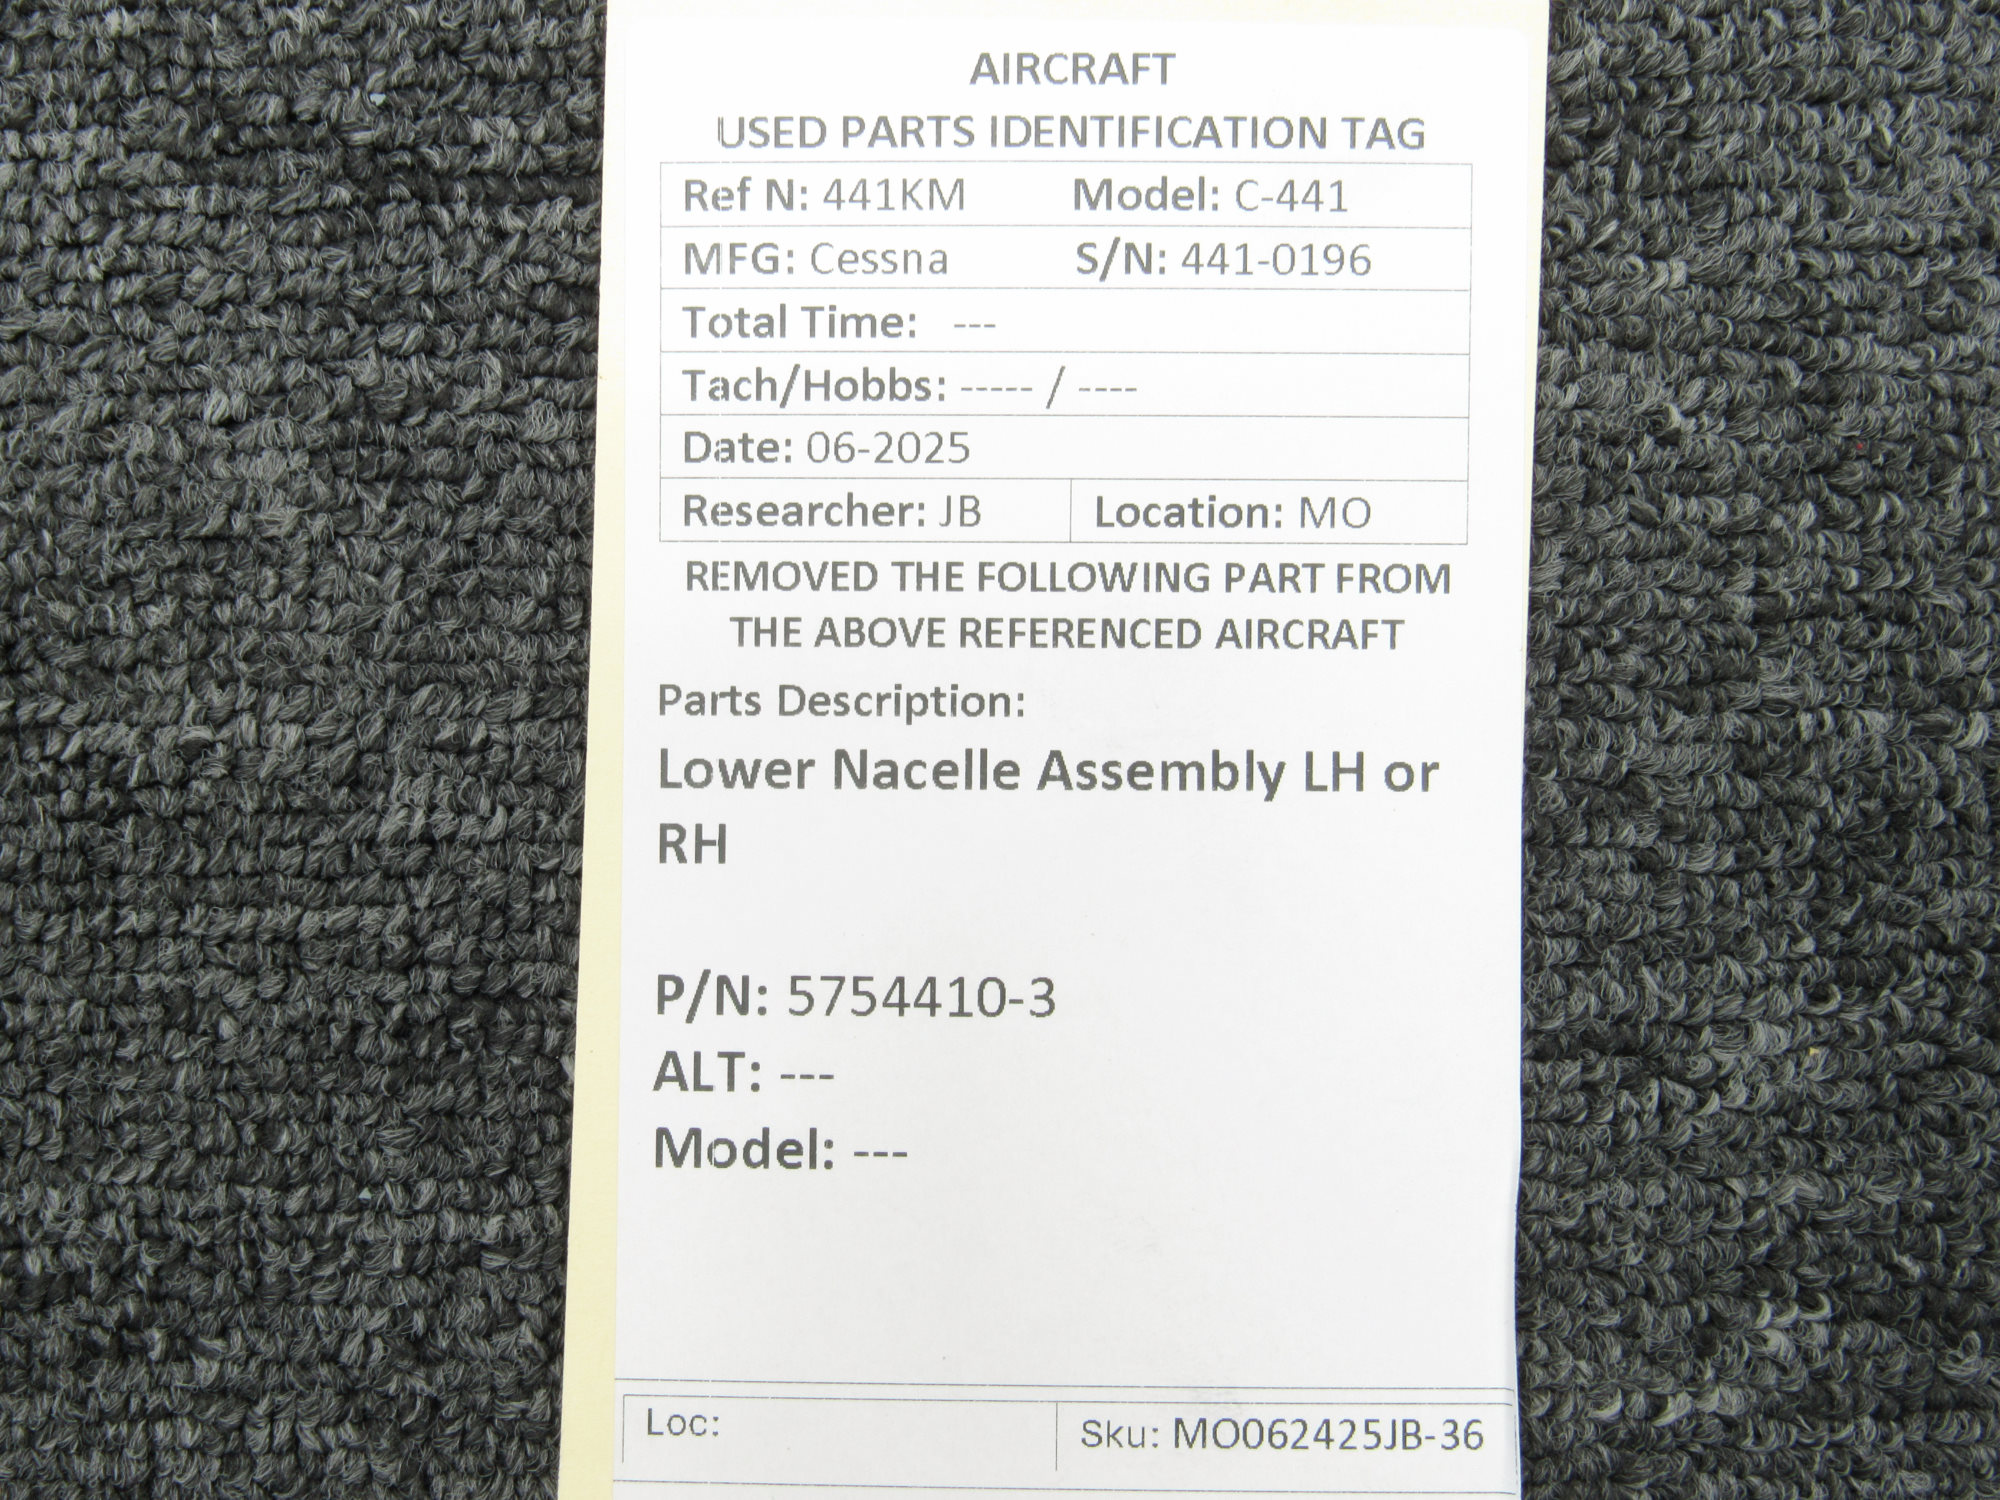 AIRCRAFT
USED PARTS IDENTIFICATION TAG
Ref N: 441KM Model: C-441
MFG: Cessna S/N: 441-0196
Total Time: ---
Tach/Hobbs: ----- / ----
Date: 06-2025
Researcher: JB Location: MO
REMOVED THE FOLLOWING PART FROM
THE ABOVE REFERENCED AIRCRAFT
Parts Description:
Lower Nacelle Assembly LH or
RH
P/N: 5754410-3
ALT: ---
Model: ---
Loc: Sku: MO062425JB-36